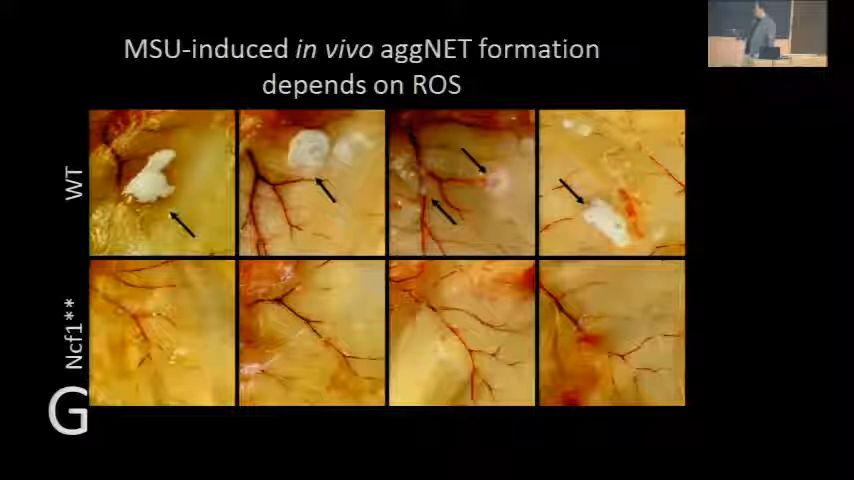 MSU-induced in vivo aggNET formation
depends on ROS
WT
Ncf1**
G